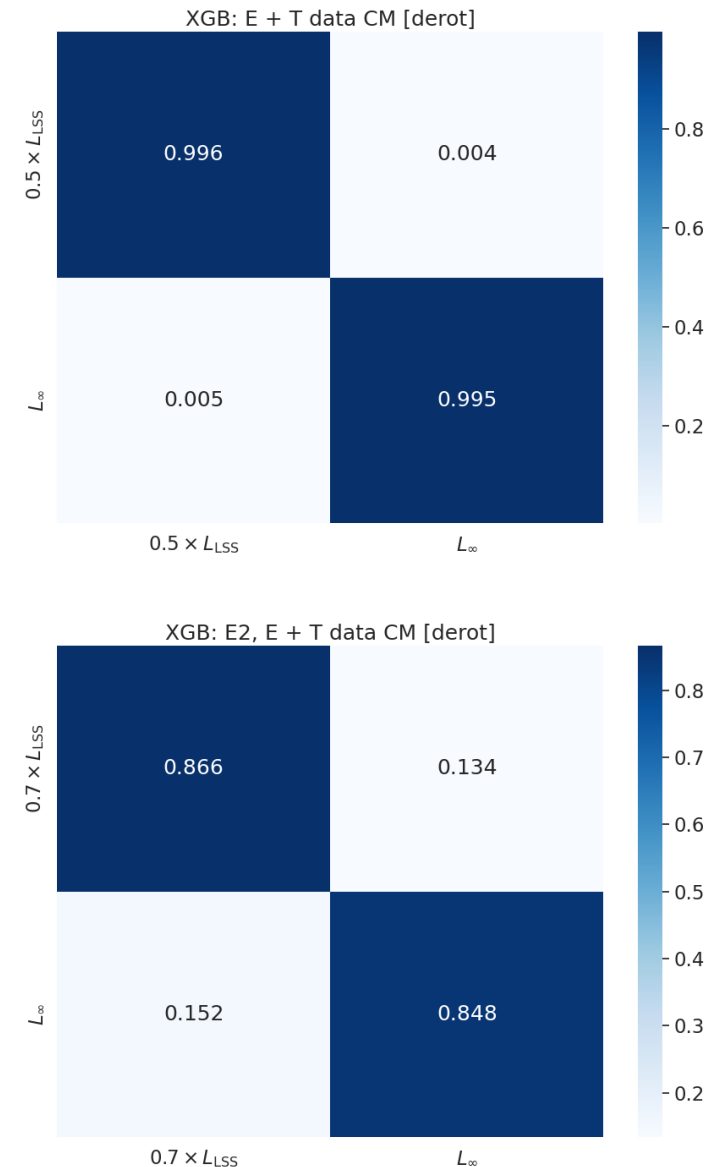 XGB: E + T data CM [derot]
0.5 × L_LSS
0.996
0.004
0.8
0.6
0.4
0.2
L_∞
0.005
0.995
0.5 × L_LSS
L_∞
XGB: E2, E + T data CM [derot]
0.7 × L_LSS
0.866
0.134
0.8
0.7
0.6
0.5
0.4
0.3
0.2
L_∞
0.152
0.848
0.7 × L_LSS
L_∞